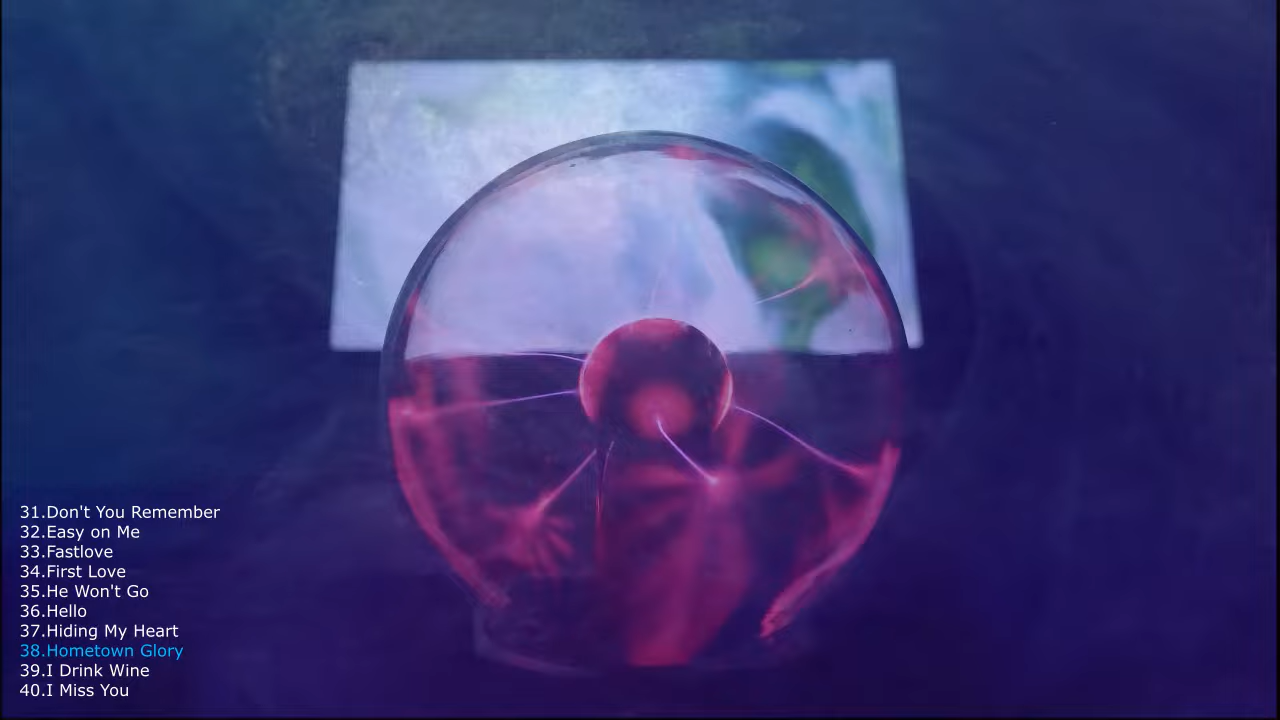 31.Don't You Remember
32.Easy on Me
33.Fastlove
34.First Love
35.He Won't Go
36.Hello
37.Hiding My Heart
38.Hometown Glory
39.I Drink Wine
40.I Miss You